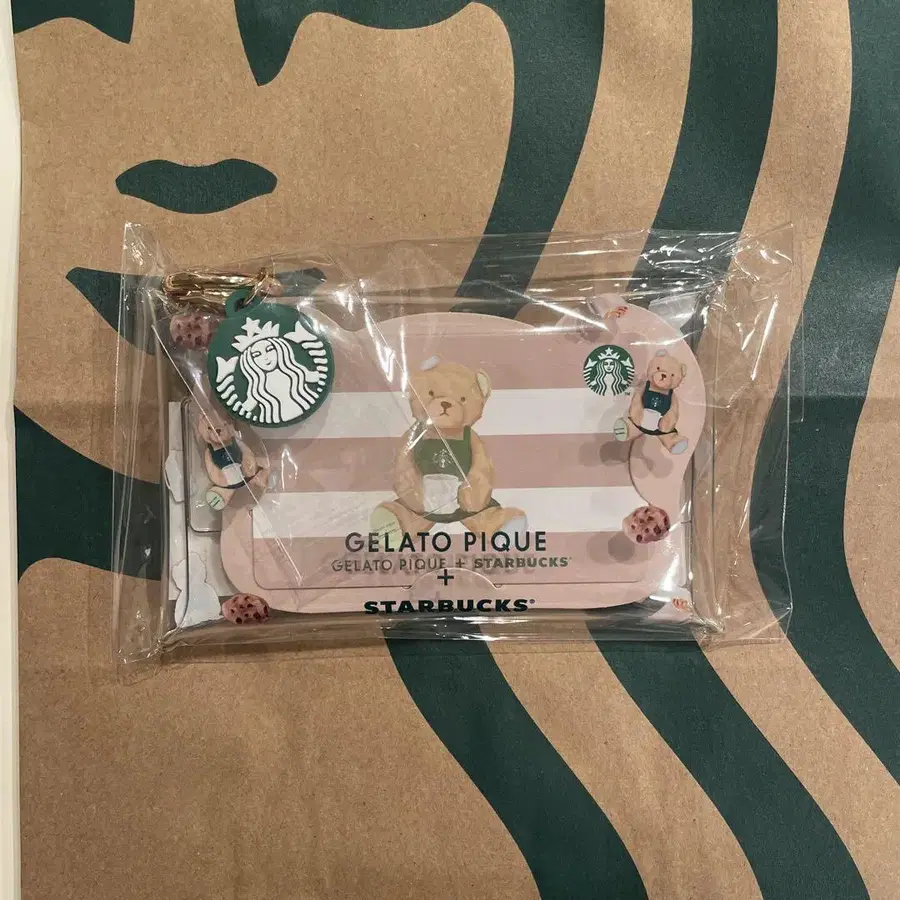 GELATO PIQUE
GELATO PIQUE + STARBUCKS®
+
STARBUCKS®